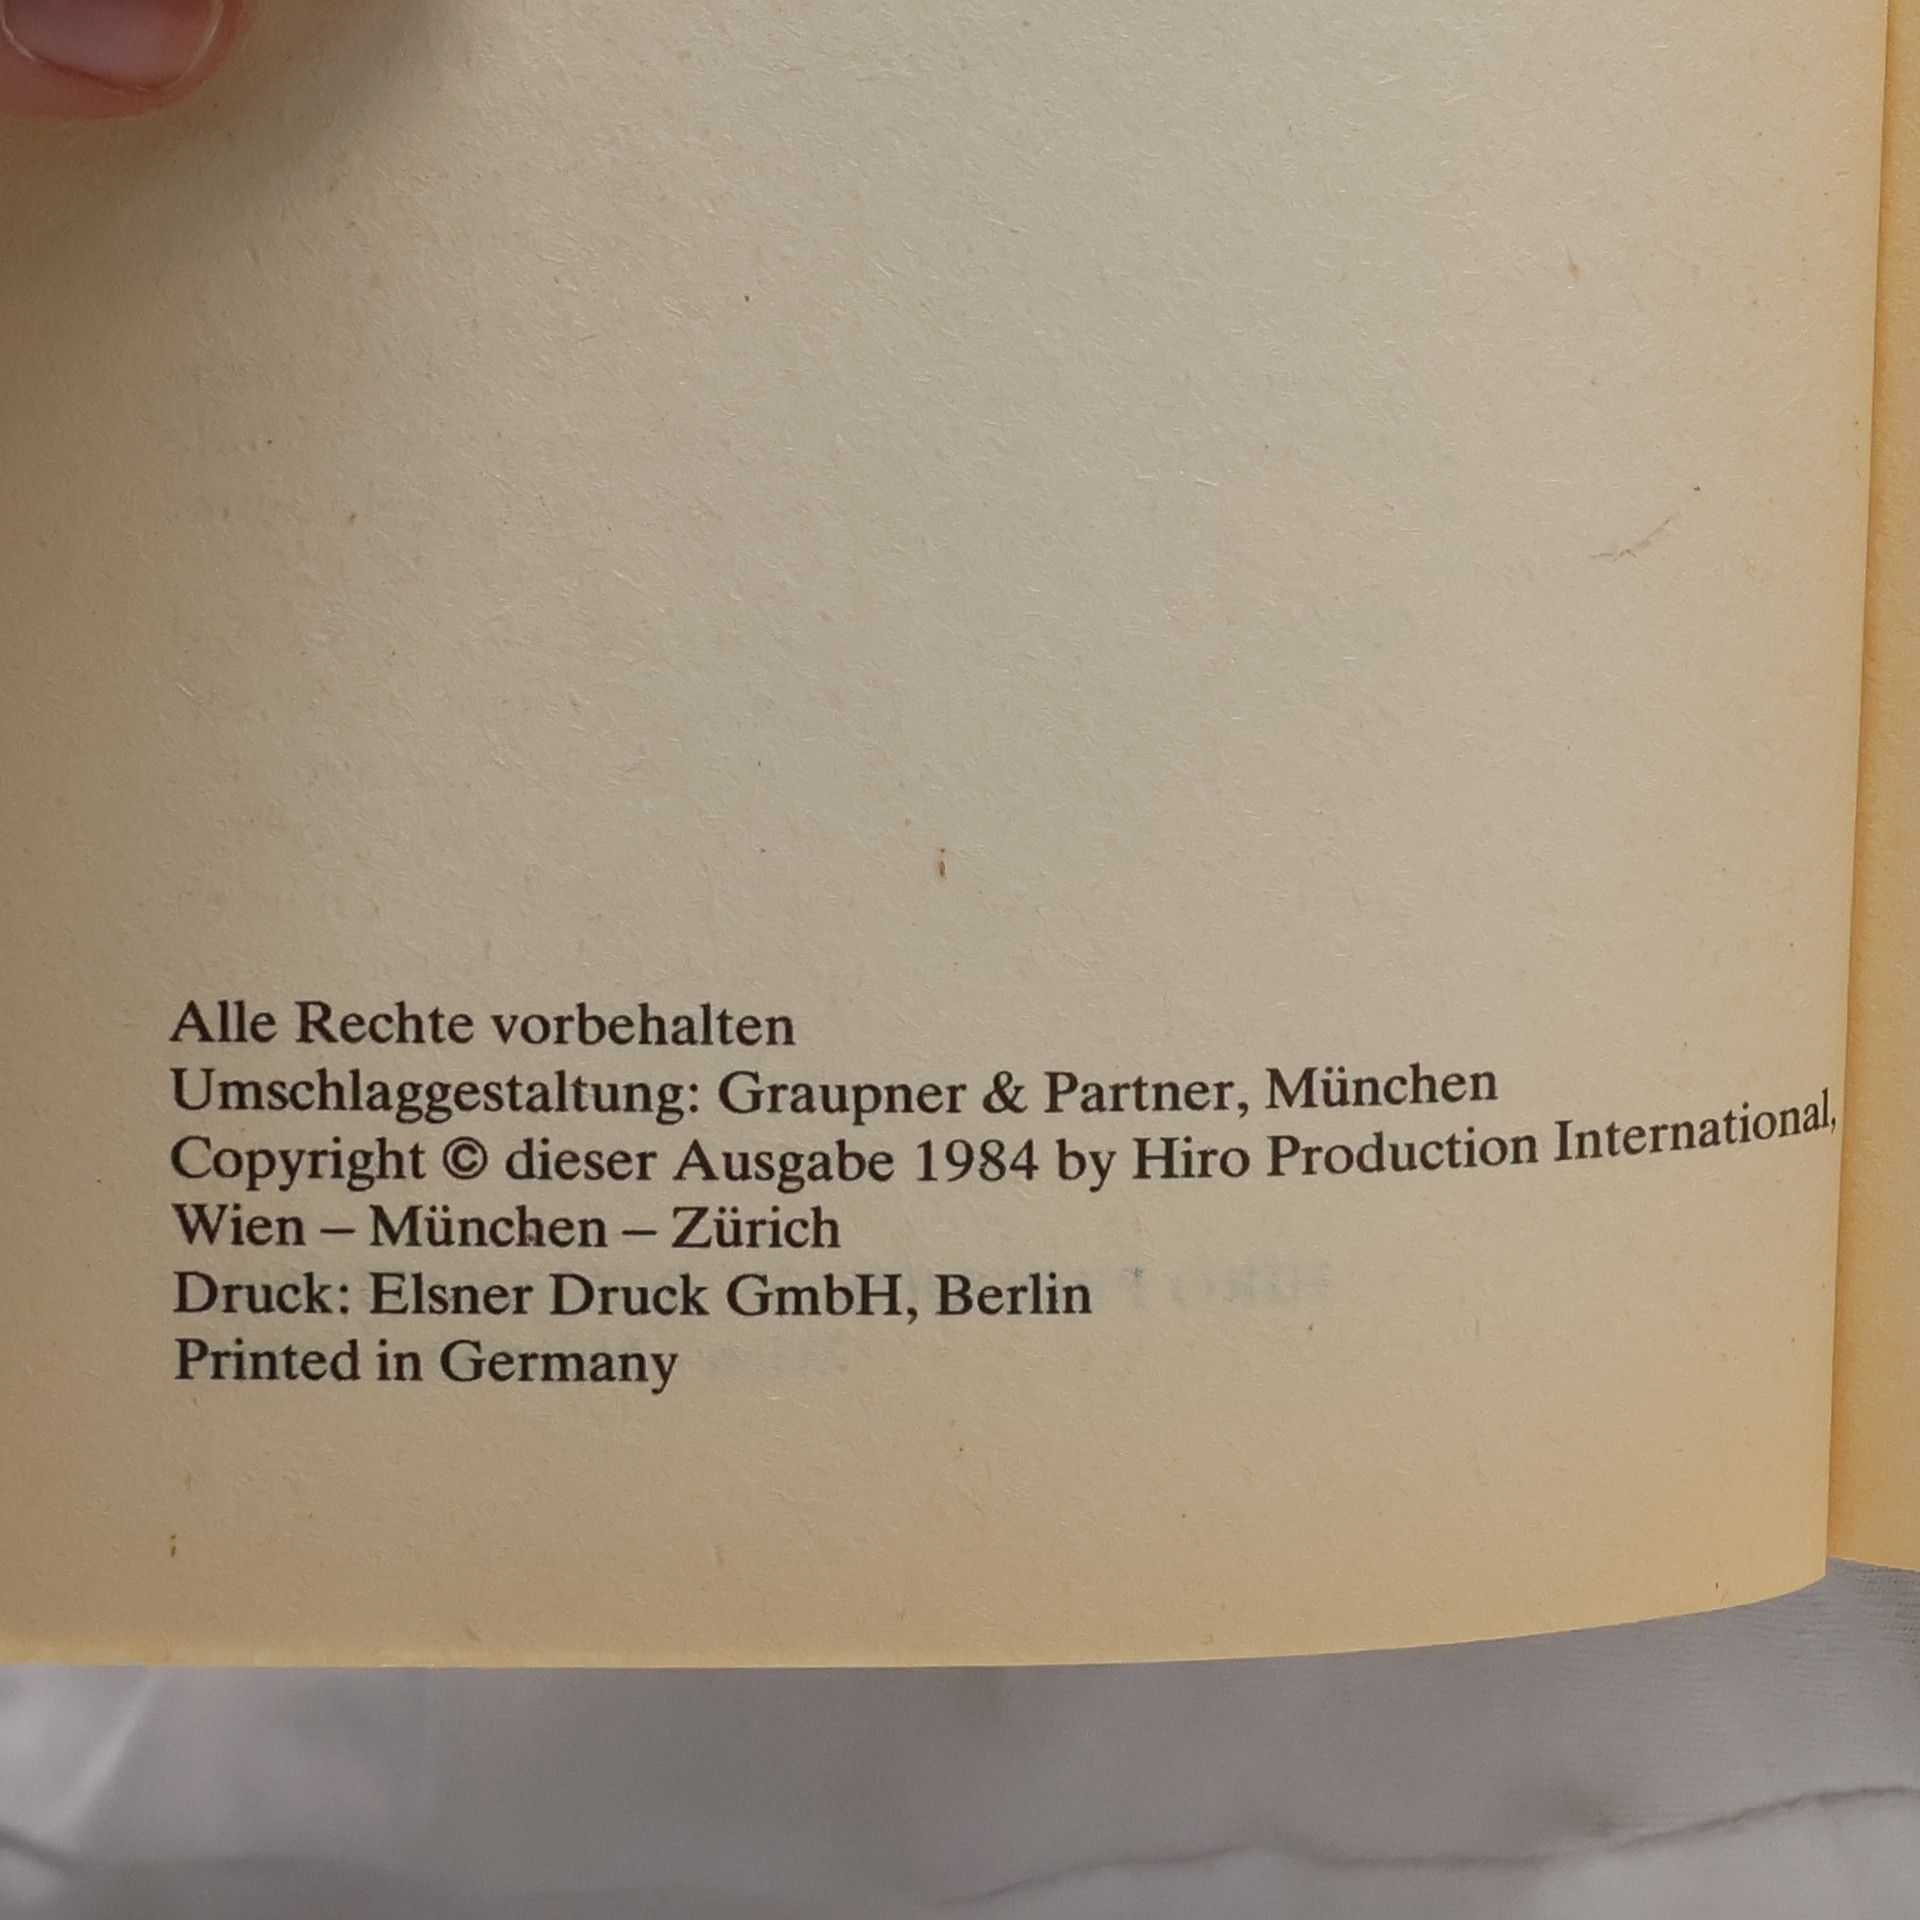 Alle Rechte vorbehalten
Umschlaggestaltung: Graupner & Partner, München
Copyright © dieser Ausgabe 1984 by Hiro Production International,
Wien – München – Zürich
Druck: Elsner Druck GmbH, Berlin
Printed in Germany